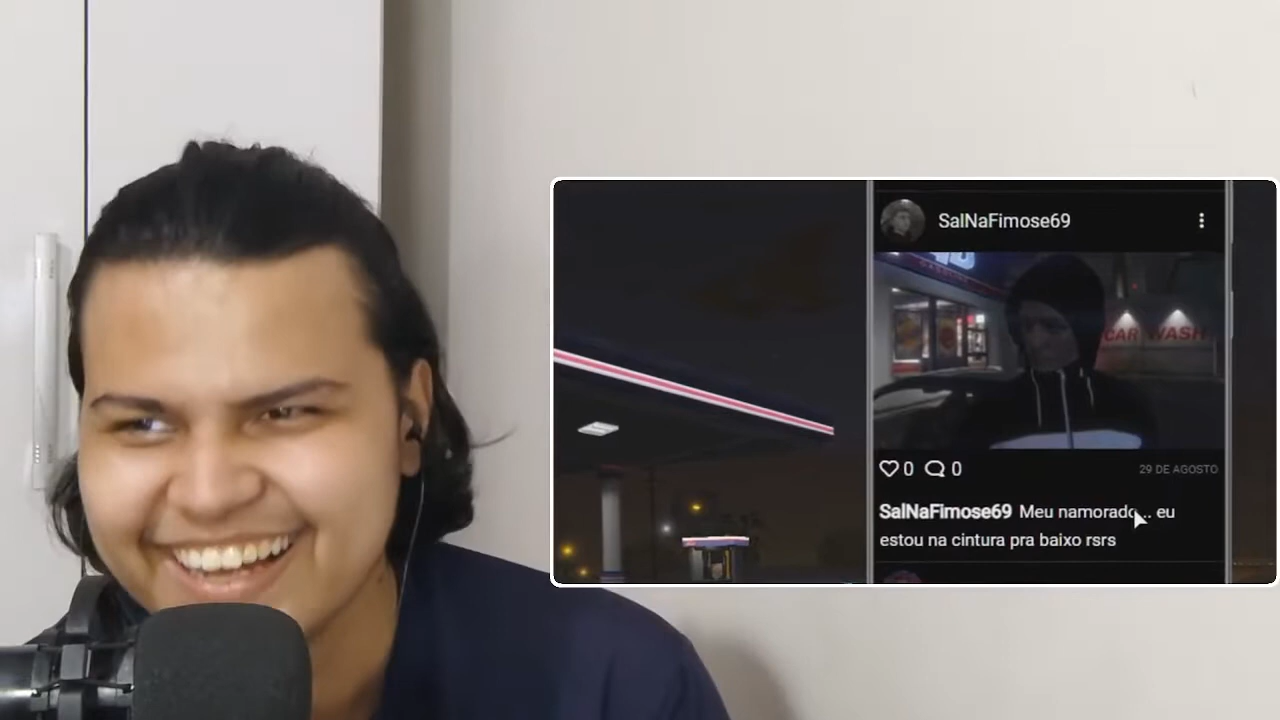 SalNaFimose69
CAR WASH
0 0 29 DE AGOSTO
SalNaFimose69 Meu namorado... eu
estou na cintura pra baixo rsrs